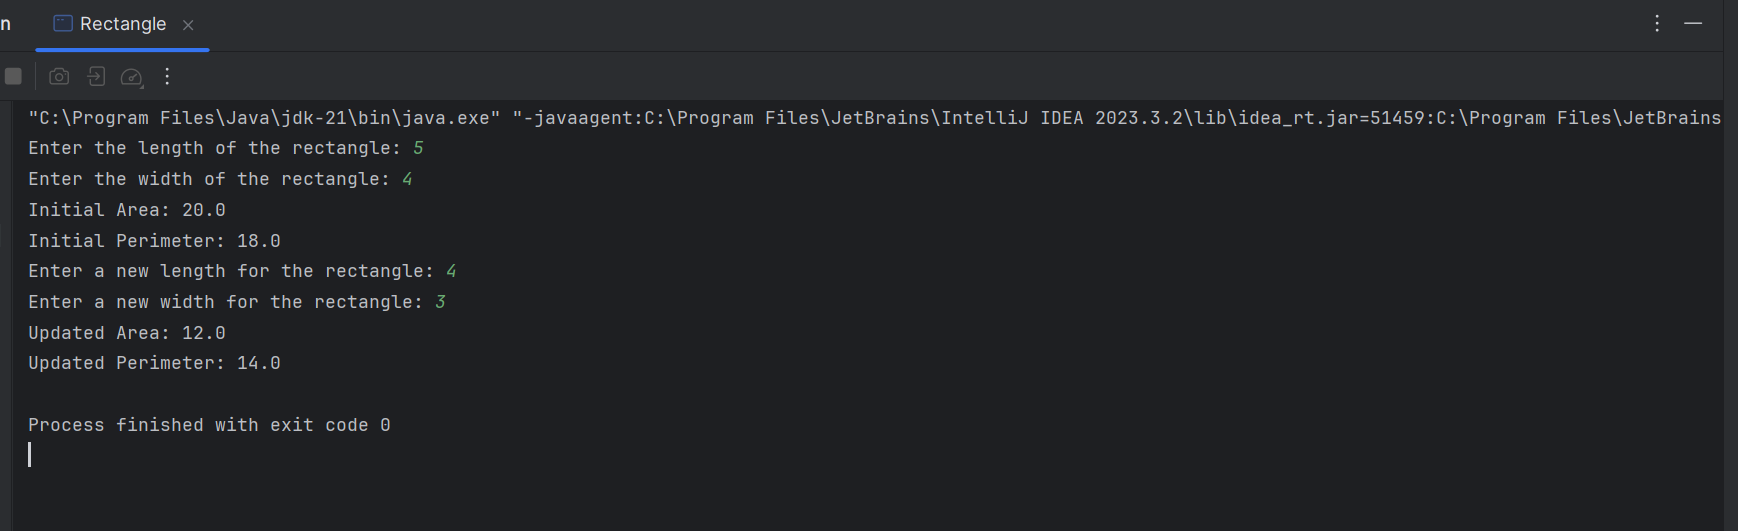 n
Rectangle
"C:\Program Files\Java\jdk-21\bin\java.exe" "-javaagent:C:\Program Files\JetBrains\IntelliJ IDEA 2023.3.2\lib\idea_rt.jar=51459:C:\Program Files\JetBrains
Enter the length of the rectangle: 5
Enter the width of the rectangle: 4
Initial Area: 20.0
Initial Perimeter: 18.0
Enter a new length for the rectangle: 4
Enter a new width for the rectangle: 3
Updated Area: 12.0
Updated Perimeter: 14.0
Process finished with exit code 0